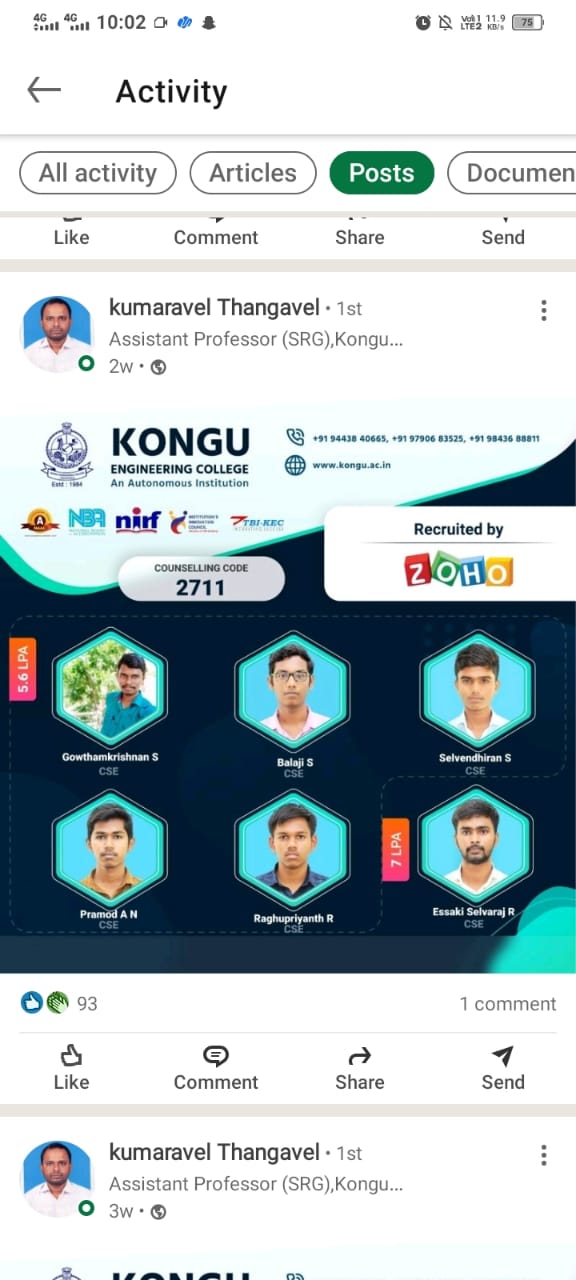 4G 4G 10:02
Vo)) 1 11.9
LTE2 KB/s
75
Activity
All activity
Articles
Posts
Documen
Like
Comment
Share
Send
kumaravel Thangavel • 1st
Assistant Professor (SRG),Kongu...
2w •
KONGU
ENGINEERING COLLEGE
An Autonomous Institution
Estd : 1984
+91 94438 40665, +91 97906 83525, +91 98436 88811
www.kongu.ac.in
A
NBA
nirf
INSTITUTION'S
INNOVATION
COUNCIL
TBI-KEC
COUNSELLING CODE
2711
Recruited by
ZOHO
5.6 LPA
Gowthamkrishnan S
CSE
Balaji S
CSE
Selvendhiran S
CSE
Pramod A N
CSE
Raghupriyanth R
CSE
7 LPA
Essaki Selvaraj R
CSE
93
1 comment
Like
Comment
Share
Send
kumaravel Thangavel • 1st
Assistant Professor (SRG),Kongu...
3w •
KONGU